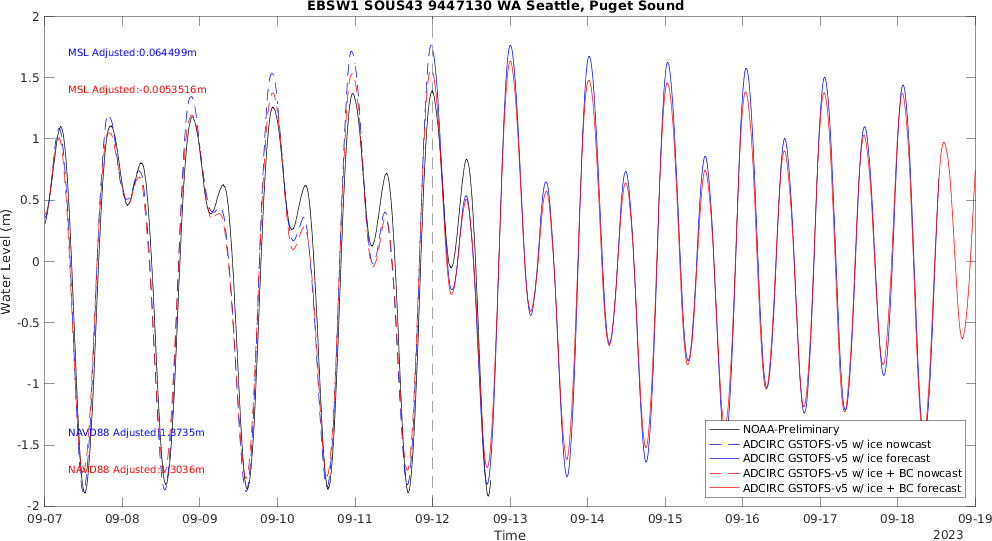 EBSW1 SOUS43 9447130 WA Seattle, Puget Sound
2
1.5
1
0.5
0
-0.5
-1
-1.5
-2
Water Level (m)
MSL Adjusted:0.064499m
MSL Adjusted:-0.0053516m
NAVD88 Adjusted:1.3735m
NAVD88 Adjusted:1.3036m
NOAA-Preliminary
ADCIRC GSTOFS-v5 w/ ice nowcast
ADCIRC GSTOFS-v5 w/ ice forecast
ADCIRC GSTOFS-v5 w/ ice + BC nowcast
ADCIRC GSTOFS-v5 w/ ice + BC forecast
09-07 09-08 09-09 09-10 09-11 09-12 09-13 09-14 09-15 09-16 09-17 09-18 09-19
Time
2023